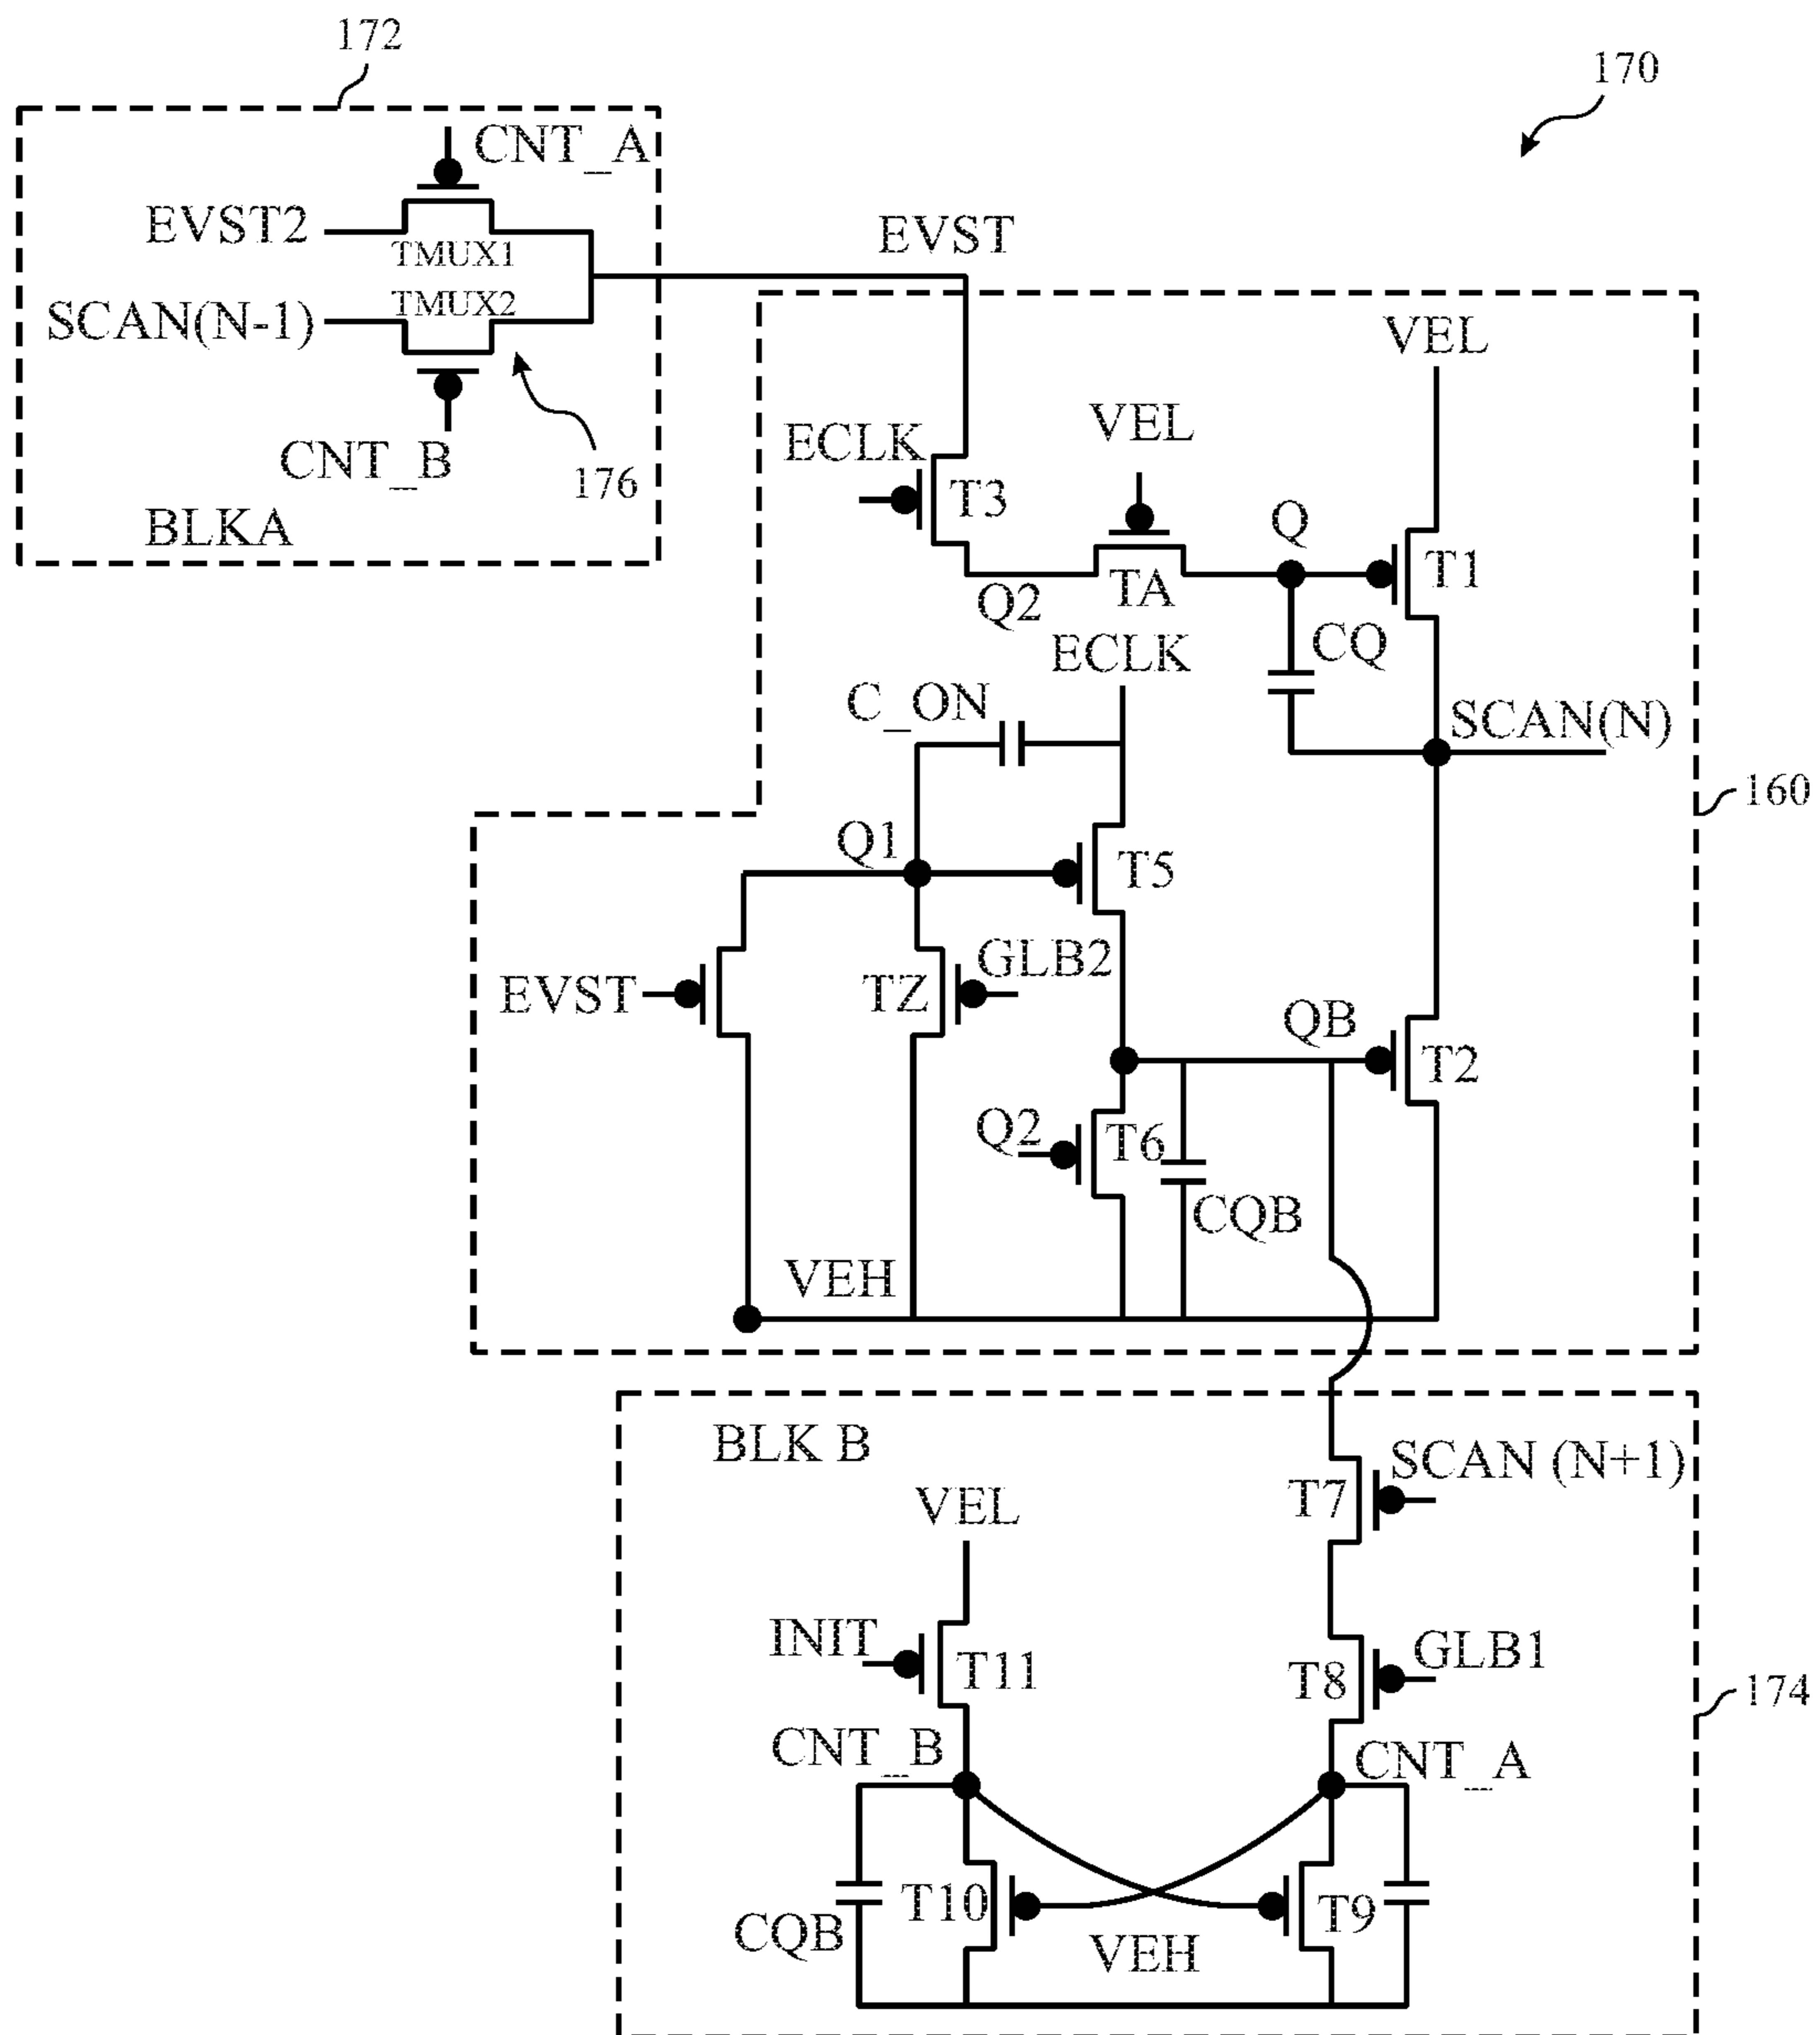 172
170
CNT_A
EVST2
TMUX1
EVST
TMUX2
SCAN(N-1)
VEL
CNT_B
176
BLKA
ECLK
T3
VEL
Q
T1
Q2
TA
CQ
ECLK
C_ON
SCAN(N)
160
Q1
T5
EVST
TZ
GLB2
QB
T2
Q2
T6
CQB
VEH
BLK B
SCAN (N+1)
T7
VEL
INIT
T11
T8
GLB1
174
CNT_B
CNT_A
T10
T9
CQB
VEH